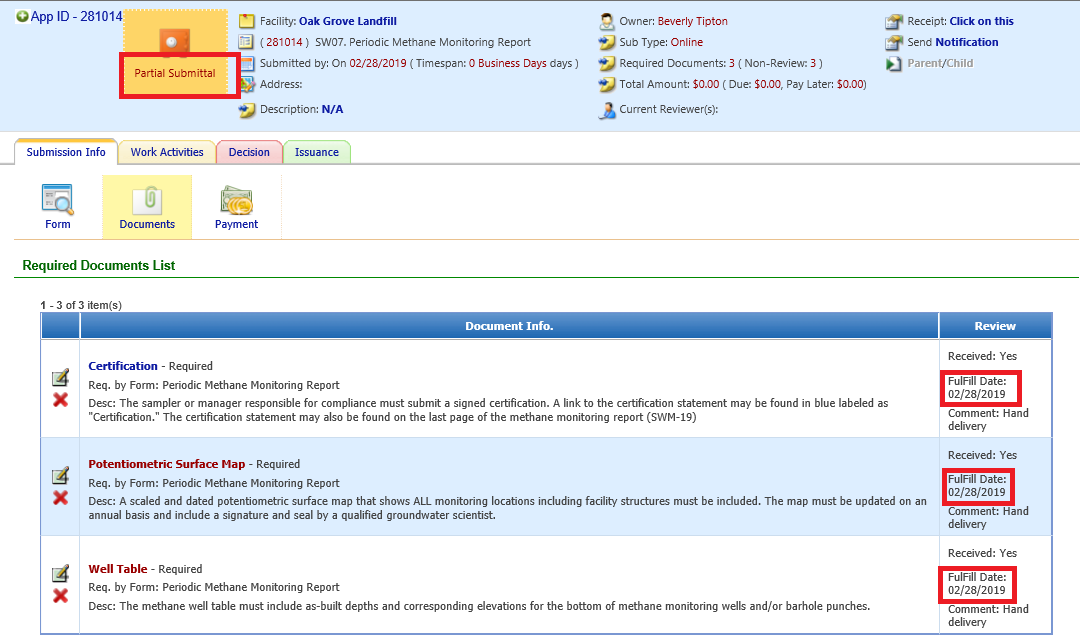 App ID - 281014
Partial Submittal
Facility: Oak Grove Landfill
( 281014 ) SW07. Periodic Methane Monitoring Report
Submitted by: On 02/28/2019 ( Timespan: 0 Business Days days )
Address:
Description: N/A
Owner: Beverly Tipton
Sub Type: Online
Required Documents: 3 ( Non-Review: 3 )
Total Amount: $0.00 ( Due: $0.00, Pay Later: $0.00)
Current Reviewer(s):
Receipt: Click on this
Send Notification
Parent/Child
Submission Info
Work Activities
Decision
Issuance
Form
Documents
Payment
Required Documents List
1 - 3 of 3 item(s)
Document Info.
Review
Certification - Required
Req. by Form: Periodic Methane Monitoring Report
Desc: The sampler or manager responsible for compliance must submit a signed certification. A link to the certification statement may be found in blue labeled as
"Certification." The certification statement may also be found on the last page of the methane monitoring report (SWM-19)
Received: Yes
FulFill Date:
02/28/2019
Comment: Hand
delivery
Potentiometric Surface Map - Required
Req. by Form: Periodic Methane Monitoring Report
Desc: A scaled and dated potentiometric surface map that shows ALL monitoring locations including facility structures must be included. The map must be updated on an
annual basis and include a signature and seal by a qualified groundwater scientist.
Received: Yes
FulFill Date:
02/28/2019
Comment: Hand
delivery
Well Table - Required
Req. by Form: Periodic Methane Monitoring Report
Desc: The methane well table must include as-built depths and corresponding elevations for the bottom of methane monitoring wells and/or barhole punches.
Received: Yes
FulFill Date:
02/28/2019
Comment: Hand
delivery